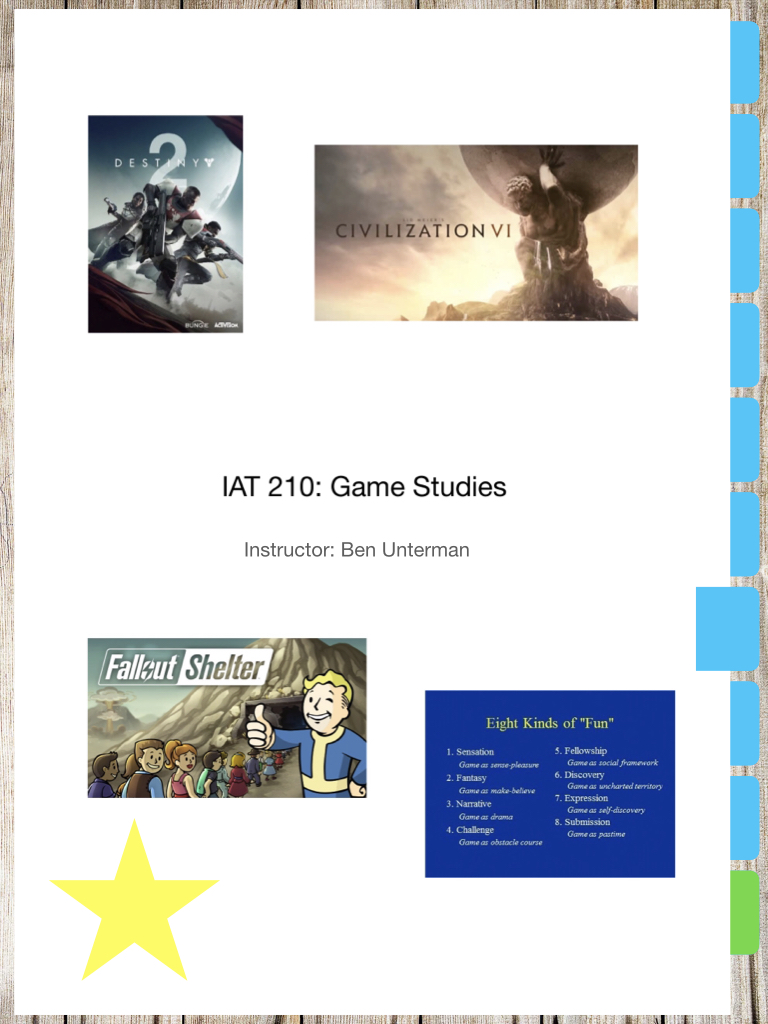 DESTINY
2
BUNGIE ACTIVISION
SID MEIER'S
CIVILIZATION VI
IAT 210: Game Studies
Instructor: Ben Unterman
Fallout Shelter
Eight Kinds of "Fun"
1. Sensation
Game as sense-pleasure
2. Fantasy
Game as make-believe
3. Narrative
Game as drama
4. Challenge
Game as obstacle course
5. Fellowship
Game as social framework
6. Discovery
Game as uncharted territory
7. Expression
Game as self-discovery
8. Submission
Game as pastime